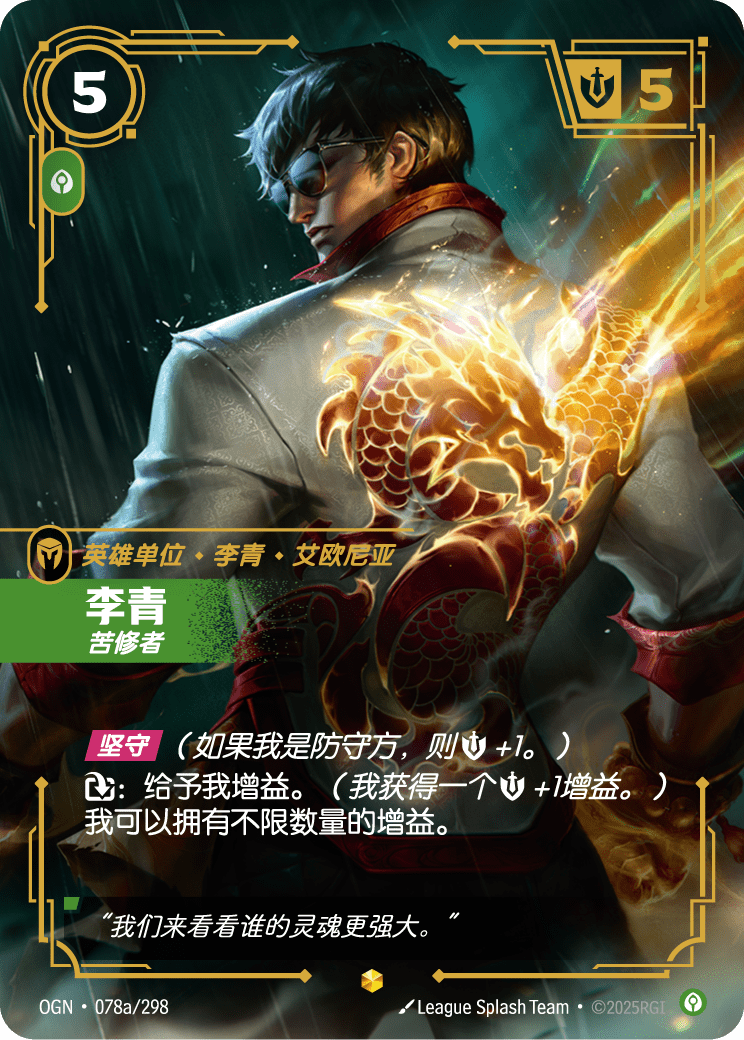 5
5
英雄单位 • 李青 • 艾欧尼亚
李青
苦修者
坚守 (如果我是防守方，则 +1。)
：给予我增益。(我获得一个 +1增益。)
我可以拥有不限数量的增益。
“我们来看看谁的灵魂更强大。”
OGN • 078a/298
League Splash Team • ©2025RGI